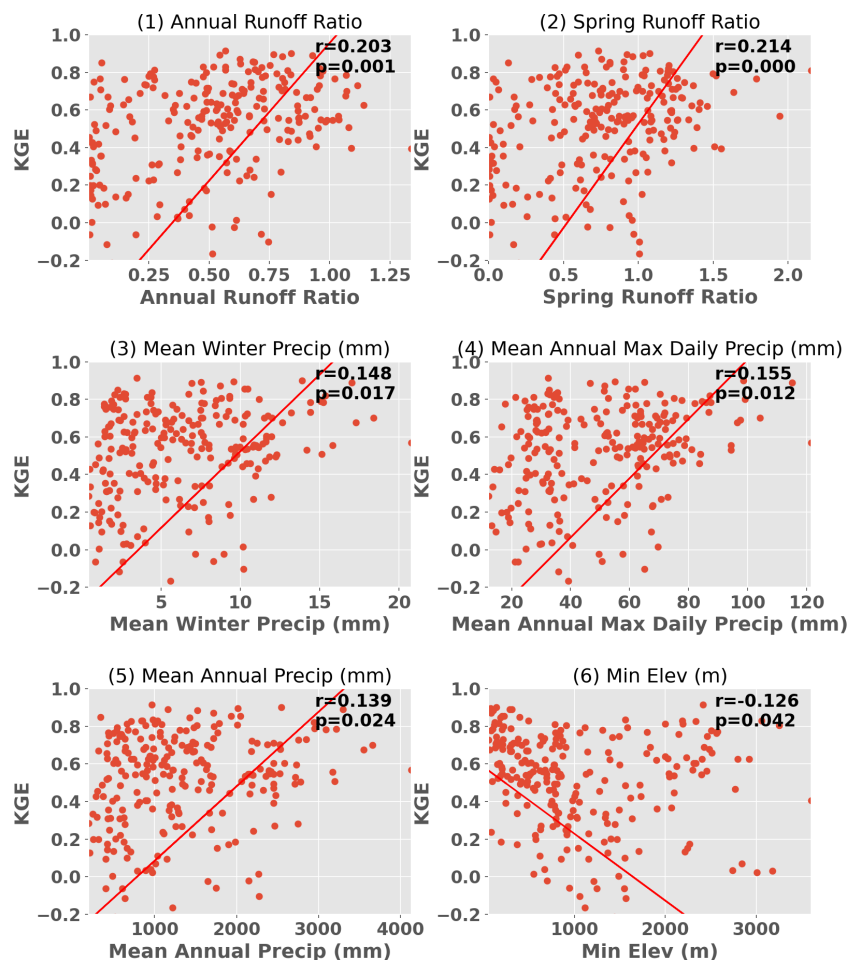 (1) Annual Runoff Ratio
(2) Spring Runoff Ratio
1.0
0.8
0.6
0.4
0.2
0.0
−0.2
KGE
r=0.203
p=0.001
0.25
0.50
0.75
1.00
1.25
Annual Runoff Ratio
1.0
0.8
0.6
0.4
0.2
0.0
−0.2
KGE
r=0.214
p=0.000
0.0
0.5
1.0
1.5
2.0
Spring Runoff Ratio
(3) Mean Winter Precip (mm)
(4) Mean Annual Max Daily Precip (mm)
1.0
0.8
0.6
0.4
0.2
0.0
−0.2
KGE
r=0.148
p=0.017
5
10
15
20
Mean Winter Precip (mm)
1.0
0.8
0.6
0.4
0.2
0.0
−0.2
KGE
r=0.155
p=0.012
20
40
60
80
100
120
Mean Annual Max Daily Precip (mm)
(5) Mean Annual Precip (mm)
(6) Min Elev (m)
1.0
0.8
0.6
0.4
0.2
0.0
−0.2
KGE
r=0.139
p=0.024
1000
2000
3000
4000
Mean Annual Precip (mm)
1.0
0.8
0.6
0.4
0.2
0.0
−0.2
KGE
r=-0.126
p=0.042
1000
2000
3000
Min Elev (m)